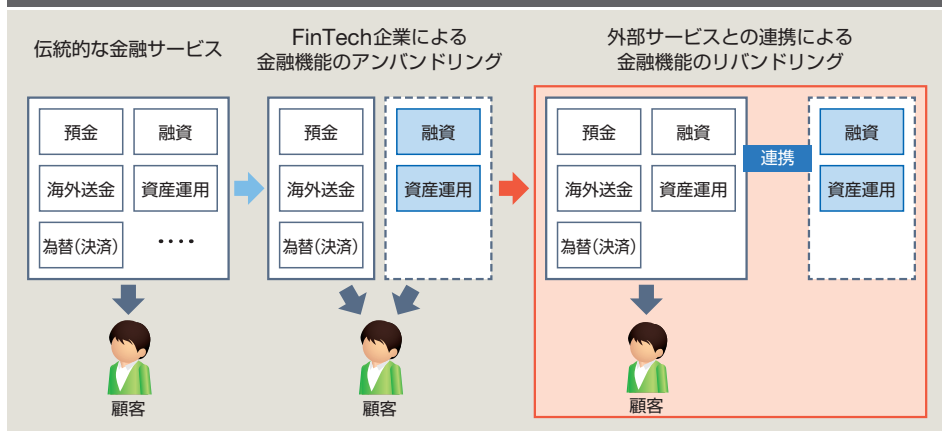 伝統的な金融サービス
FinTech企業による
金融機能のアンバンドリング
外部サービスとの連携による
金融機能のリバンドリング
預金
融資
海外送金
資産運用
為替(決済)
‥‥
顧客
預金
海外送金
為替(決済)
融資
資産運用
顧客
預金
融資
海外送金
資産運用
為替(決済)
連携
融資
資産運用
顧客